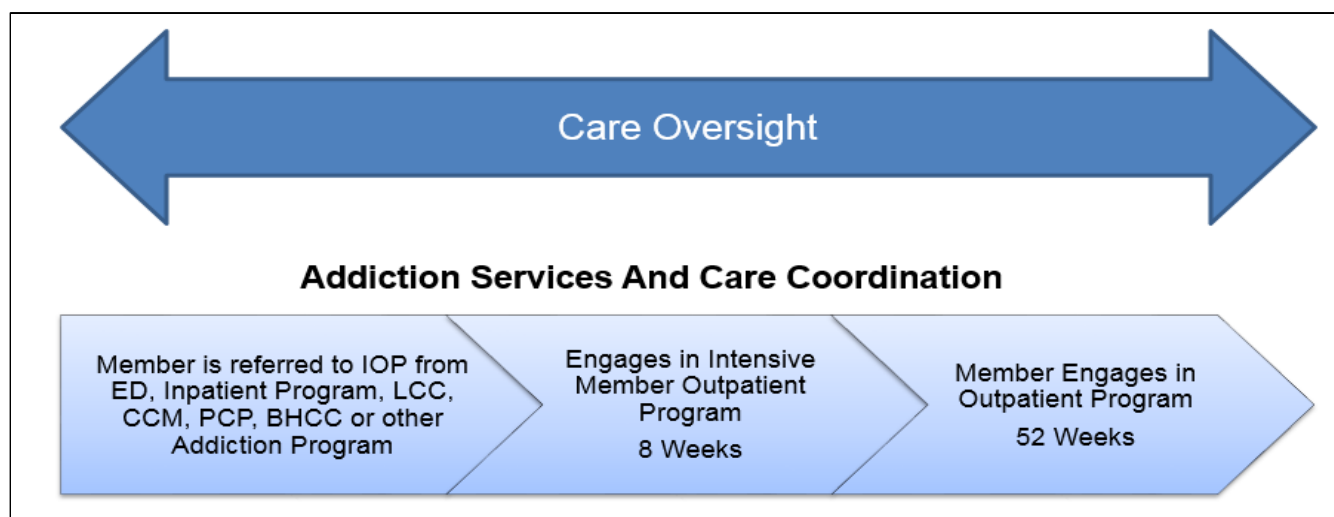 Care Oversight
Addiction Services And Care Coordination
Member is referred to IOP from
ED, Inpatient Program, LCC,
CCM, PCP, BHCC or other
Addiction Program
Engages in Intensive
Member Outpatient
Program
8 Weeks
Member Engages in
Outpatient Program
52 Weeks